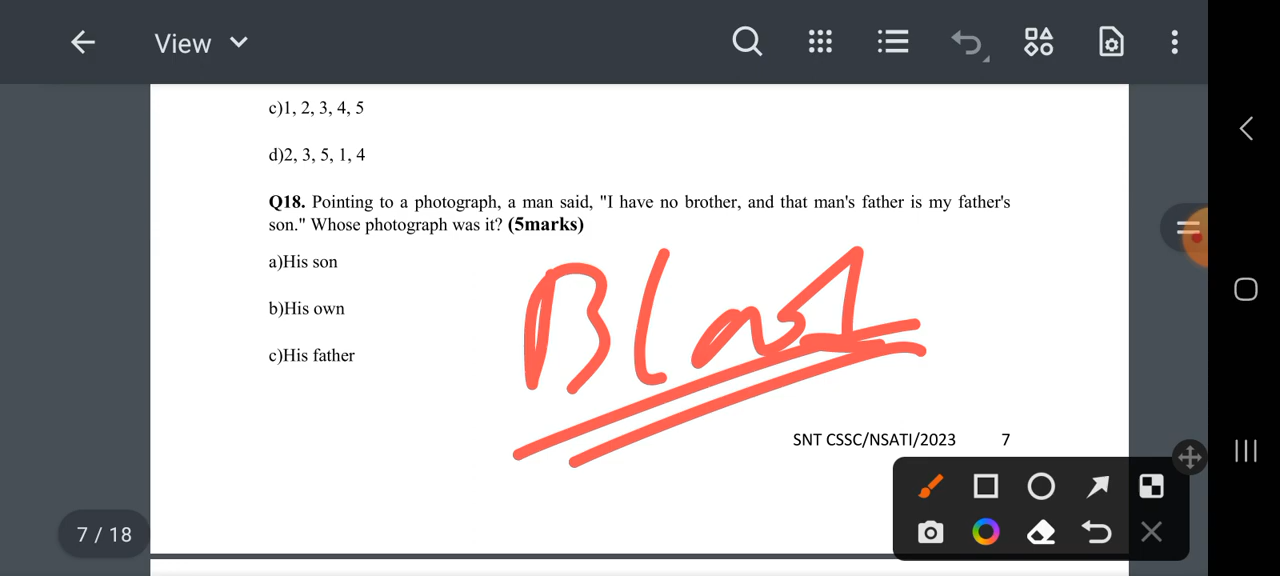 View
c)1, 2, 3, 4, 5
d)2, 3, 5, 1, 4
Q18. Pointing to a photograph, a man said, "I have no brother, and that man's father is my father's
son." Whose photograph was it? (5marks)
a)His son
b)His own
c)His father
Blast
SNT CSSC/NSATI/2023 7
7 / 18